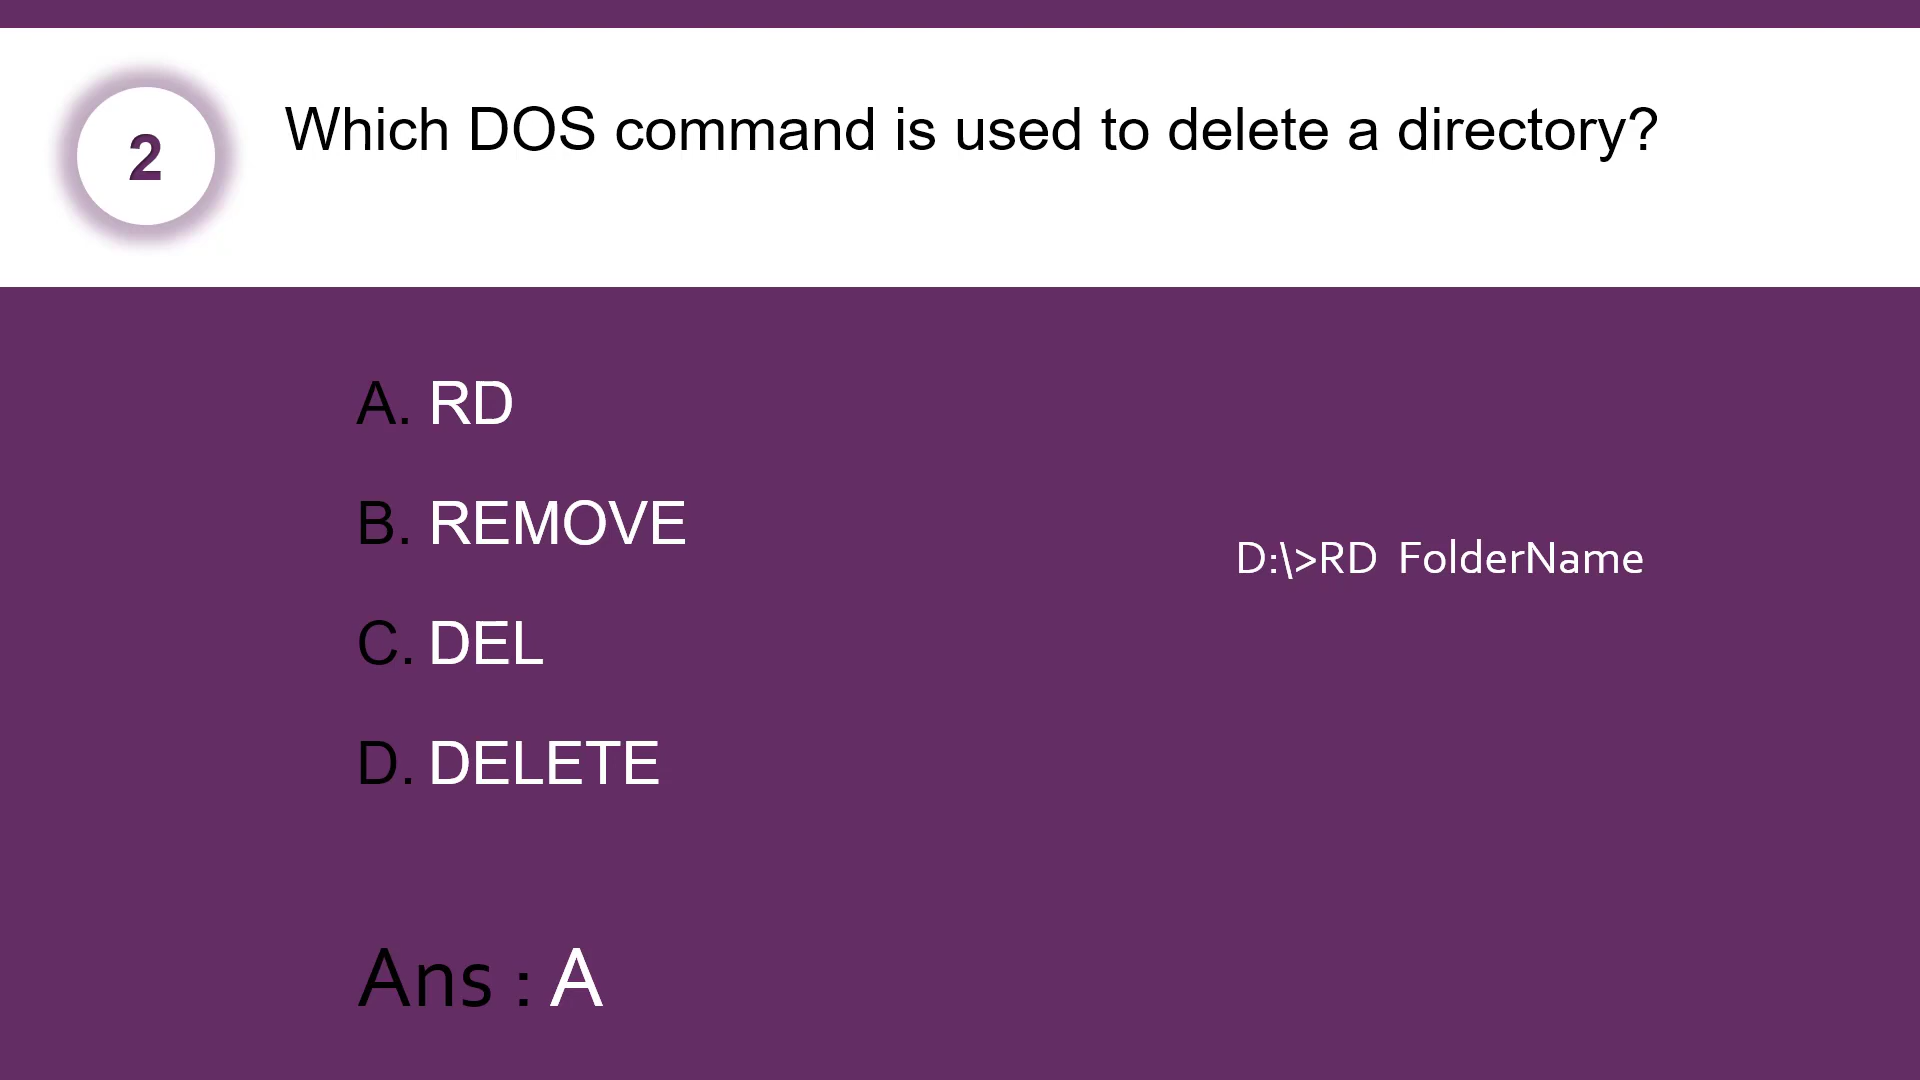 2
Which DOS command is used to delete a directory?
A. RD
B. REMOVE
C. DEL
D. DELETE
D:\>RD  FolderName
Ans : A